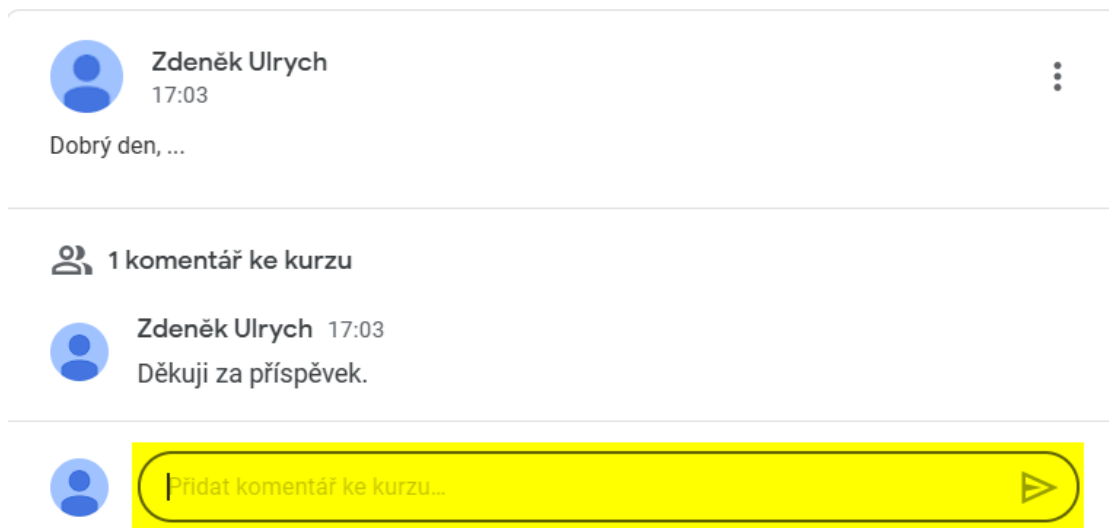 Zdeněk Ulrych
17:03
Dobrý den, ...
1 komentář ke kurzu
Zdeněk Ulrych 17:03
Děkuji za příspěvek.
Přidat komentář ke kurzu...